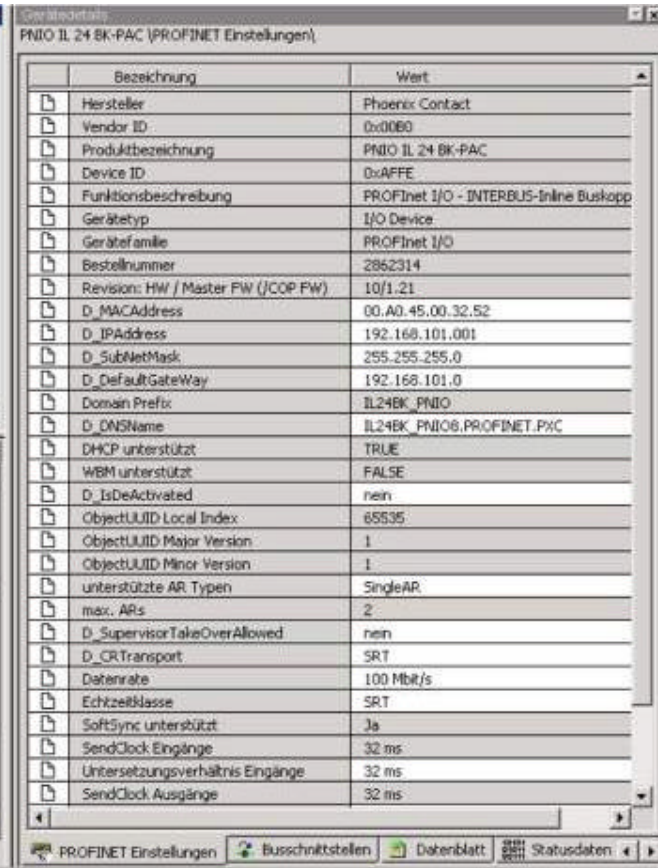 Gerätedetails
PNIO IL 24 BK-PAC \PROFINET Einstellungen\
Bezeichnung Wert
Hersteller Phoenix Contact
Vendor ID 0x00B0
Produktbezeichnung PNIO IL 24 BK-PAC
Device ID 0xAFFE
Funktionsbeschreibung PROFInet I/O - INTERBUS-Inline Buskopp
Gerätetyp I/O Device
Gerätefamilie PROFInet I/O
Bestellnummer 2862314
Revision: HW / Master FW (/COP FW) 10/1.21
D_MACAddress 00.A0.45.00.32.52
D_IPAddress 192.168.101.001
D_SubNetMask 255.255.255.0
D_DefaultGateWay 192.168.101.0
Domain Prefix IL24BK_PNIO
D_DNSName IL24BK_PNIO8.PROFINET.PXC
DHCP unterstützt TRUE
WBM unterstützt FALSE
D_IsDeActivated nein
ObjectUUID Local Index 65535
ObjectUUID Major Version 1
ObjectUUID Minor Version 1
unterstützte AR Typen SingleAR
max. ARs 2
D_SupervisorTakeOverAllowed nein
D_CRTransport SRT
Datenrate 100 Mbit/s
Echtzeitklasse SRT
SoftSync unterstützt Ja
SendClock Eingänge 32 ms
Untersetzungsverhältnis Eingänge 32 ms
SendClock Ausgänge 32 ms
PROFINET Einstellungen Busschnittstellen Datenblatt Statusdaten